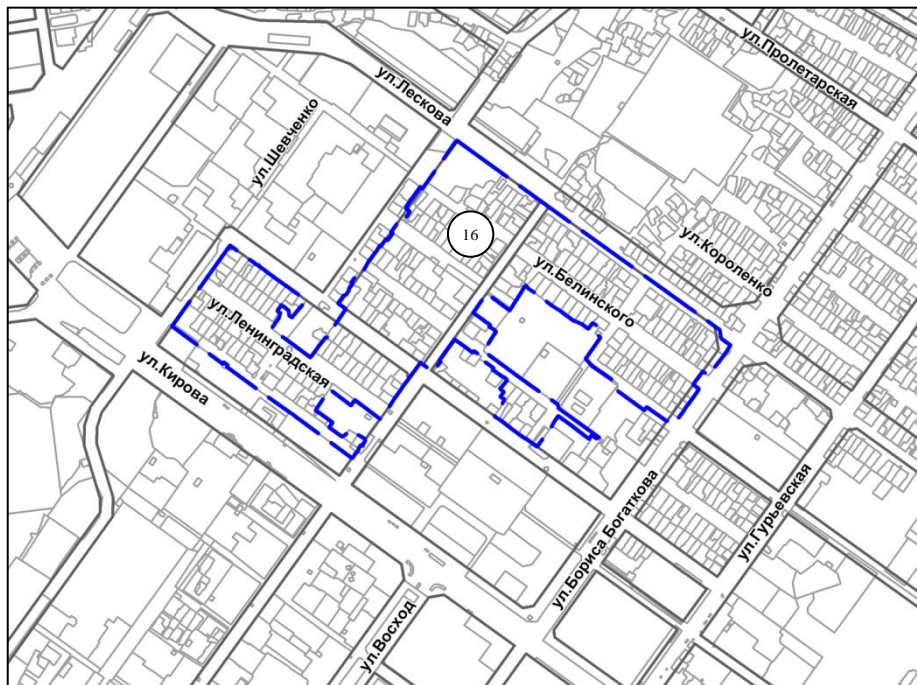 ул.Пролетарская
ул.Лескова
ул.Шевченко
16
ул.Короленко
ул.Белинского
ул.Ленинградская
ул.Кирова
ул.Гурьевская
ул.Бориса Богаткова
ул.Восход